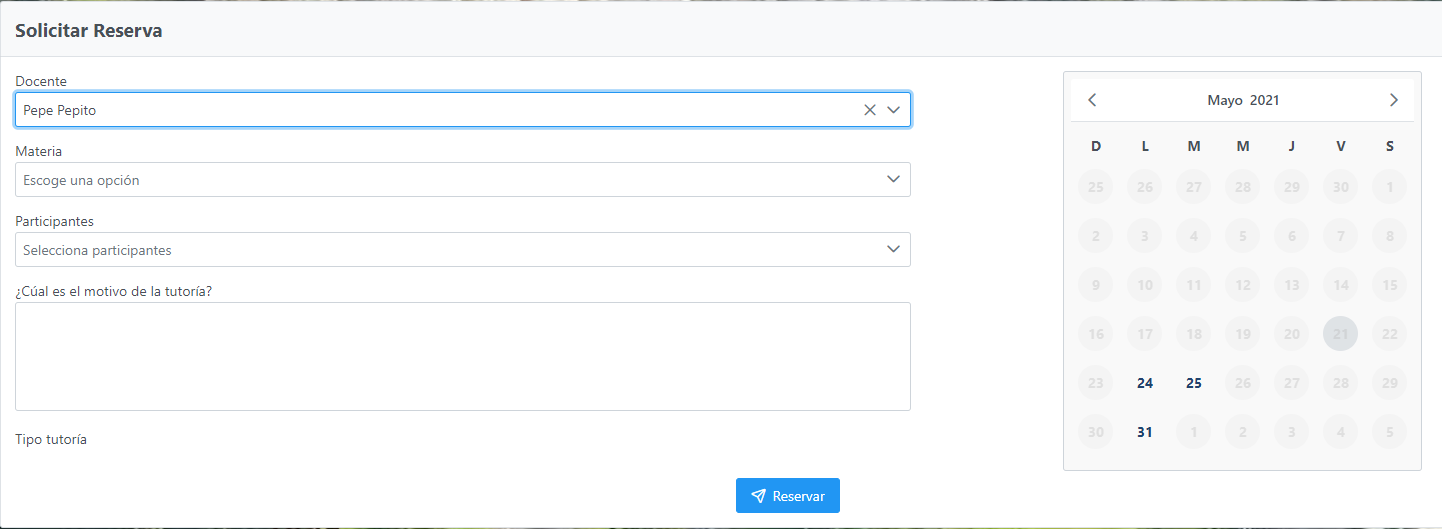 Solicitar Reserva
Docente
Pepe Pepito
Materia
Escoge una opción
Participantes
Selecciona participantes
¿Cúal es el motivo de la tutoría?
Tipo tutoría
Reservar
Mayo 2021
D L M M J V S
25 26 27 28 29 30 1
2 3 4 5 6 7 8
9 10 11 12 13 14 15
16 17 18 19 20 21 22
23 24 25 26 27 28 29
30 31 1 2 3 4 5